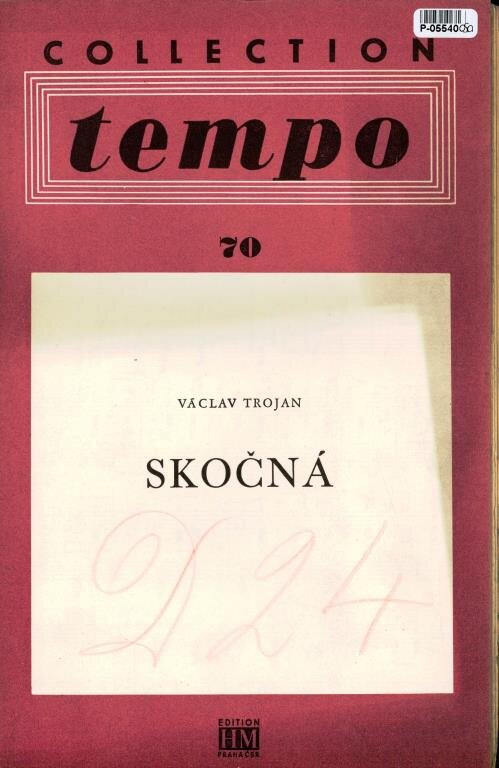 P-05540
COLLECTION
tempo
70
VÁCLAV TROJAN
SKOČNÁ
D 24
EDITION
HM
PRAHA ČSR